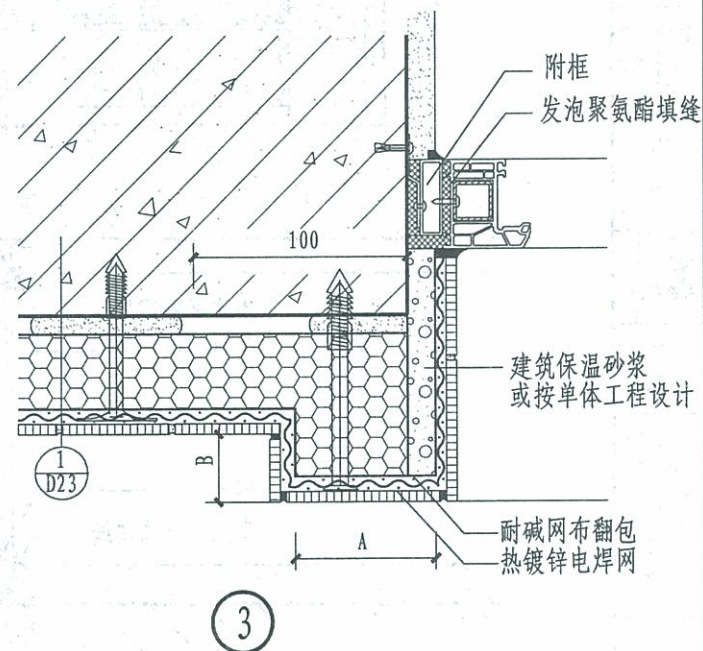 附框
发泡聚氨酯填缝
100
建筑保温砂浆
或按单体工程设计
1
D23
B
A
耐碱网布翻包
热镀锌电焊网
3